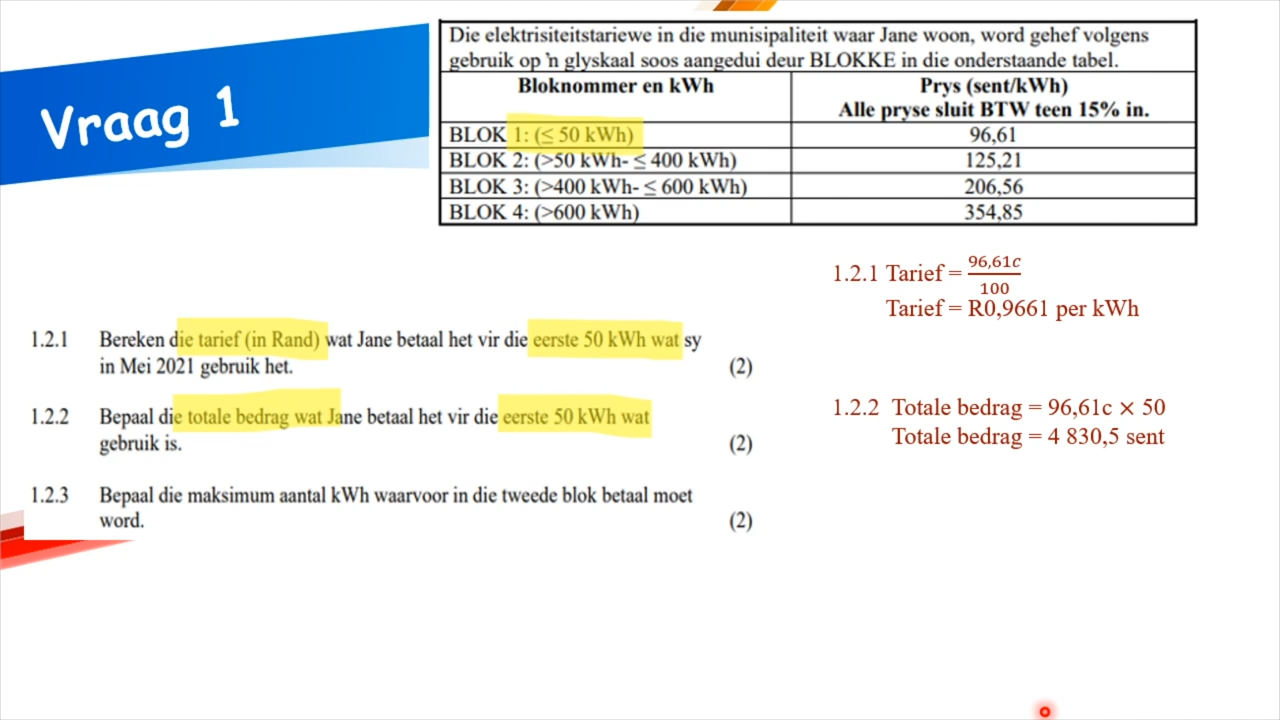 Vraag 1
Die elektrisiteitstariewe in die munisipaliteit waar Jane woon, word gehef volgens
gebruik op 'n glyskaal soos aangedui deur BLOKKE in die onderstaande tabel.
Bloknommer en kWh
Prys (sent/kWh)
Alle pryse sluit BTW teen 15% in.
BLOK 1: (≤ 50 kWh) 96,61
BLOK 2: (>50 kWh- ≤ 400 kWh) 125,21
BLOK 3: (>400 kWh- ≤ 600 kWh) 206,56
BLOK 4: (>600 kWh) 354,85
1.2.1 Bereken die tarief (in Rand) wat Jane betaal het vir die eerste 50 kWh wat sy
in Mei 2021 gebruik het. (2)
1.2.2 Bepaal die totale bedrag wat Jane betaal het vir die eerste 50 kWh wat
gebruik is. (2)
1.2.3 Bepaal die maksimum aantal kWh waarvoor in die tweede blok betaal moet
word. (2)
1.2.1 Tarief = 96,61c/100
Tarief = R0,9661 per kWh
1.2.2 Totale bedrag = 96,61c × 50
Totale bedrag = 4 830,5 sent